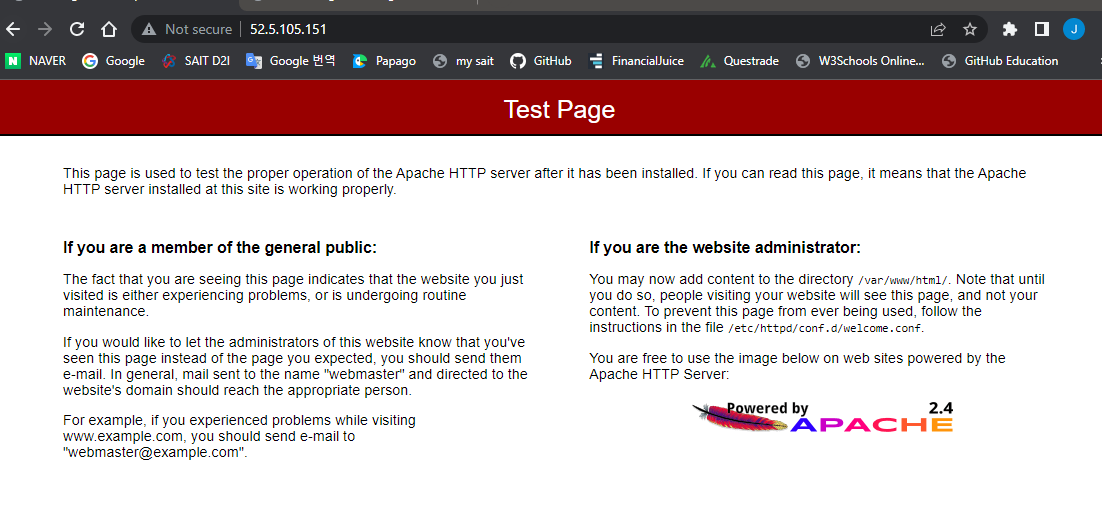 Not secure
52.5.105.151
J
N NAVER
Google
SAIT D2l
Google 번역
Papago
my sait
GitHub
FinancialJuice
Questrade
W3Schools Online...
GitHub Education
Test Page
This page is used to test the proper operation of the Apache HTTP server after it has been installed. If you can read this page, it means that the Apache
HTTP server installed at this site is working properly.
If you are a member of the general public:
The fact that you are seeing this page indicates that the website you just
visited is either experiencing problems, or is undergoing routine
maintenance.
If you would like to let the administrators of this website know that you've
seen this page instead of the page you expected, you should send them
e-mail. In general, mail sent to the name "webmaster" and directed to the
website's domain should reach the appropriate person.
For example, if you experienced problems while visiting
www.example.com, you should send e-mail to
"webmaster@example.com".
If you are the website administrator:
You may now add content to the directory /var/www/html/. Note that until
you do so, people visiting your website will see this page, and not your
content. To prevent this page from ever being used, follow the
instructions in the file /etc/httpd/conf.d/welcome.conf.
You are free to use the image below on web sites powered by the
Apache HTTP Server:
Powered by 2.4
APACHE